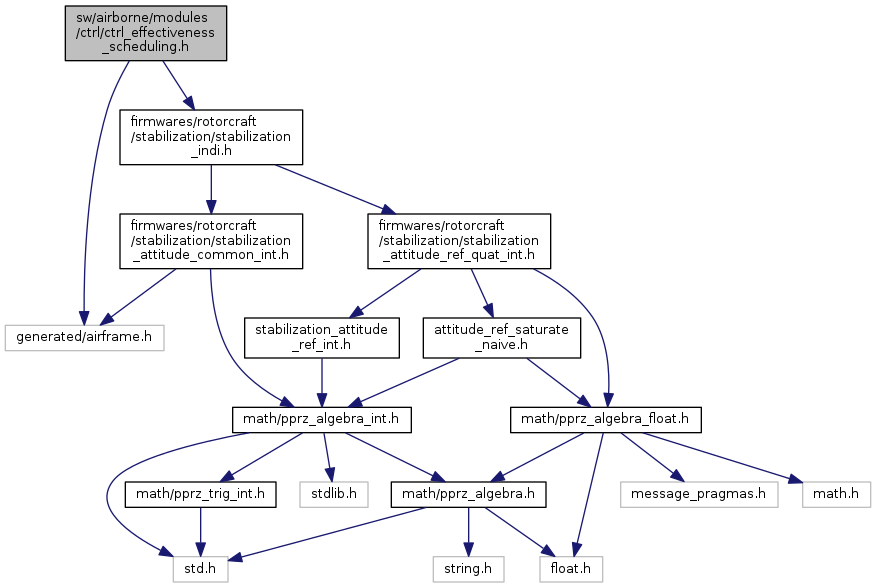 sw/airborne/modules
/ctrl/ctrl_effectiveness
_scheduling.h
firmwares/rotorcraft
/stabilization/stabilization
_indi.h
firmwares/rotorcraft
/stabilization/stabilization
_attitude_common_int.h
firmwares/rotorcraft
/stabilization/stabilization
_attitude_ref_quat_int.h
generated/airframe.h
stabilization_attitude
_ref_int.h
attitude_ref_saturate
_naive.h
math/pprz_algebra_int.h
math/pprz_algebra_float.h
math/pprz_trig_int.h
stdlib.h
math/pprz_algebra.h
message_pragmas.h
math.h
std.h
string.h
float.h